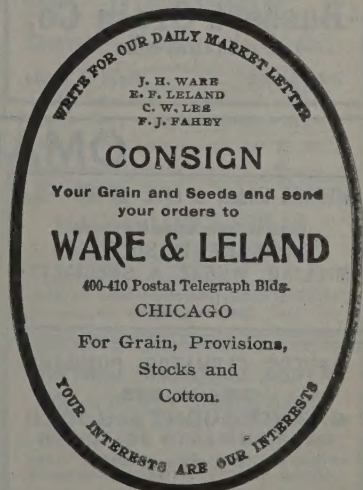 WRITE FOR OUR DAILY MARKET LETTER
J. H. WARE
E. F. LELAND
C. W. LEE
F. J. FAHEY
CONSIGN
Your Grain and Seeds and send
your orders to
WARE & LELAND
400-410 Postal Telegraph Bldg.
CHICAGO
For Grain, Provisions,
Stocks and
Cotton.
YOUR INTERESTS ARE OUR INTERESTS